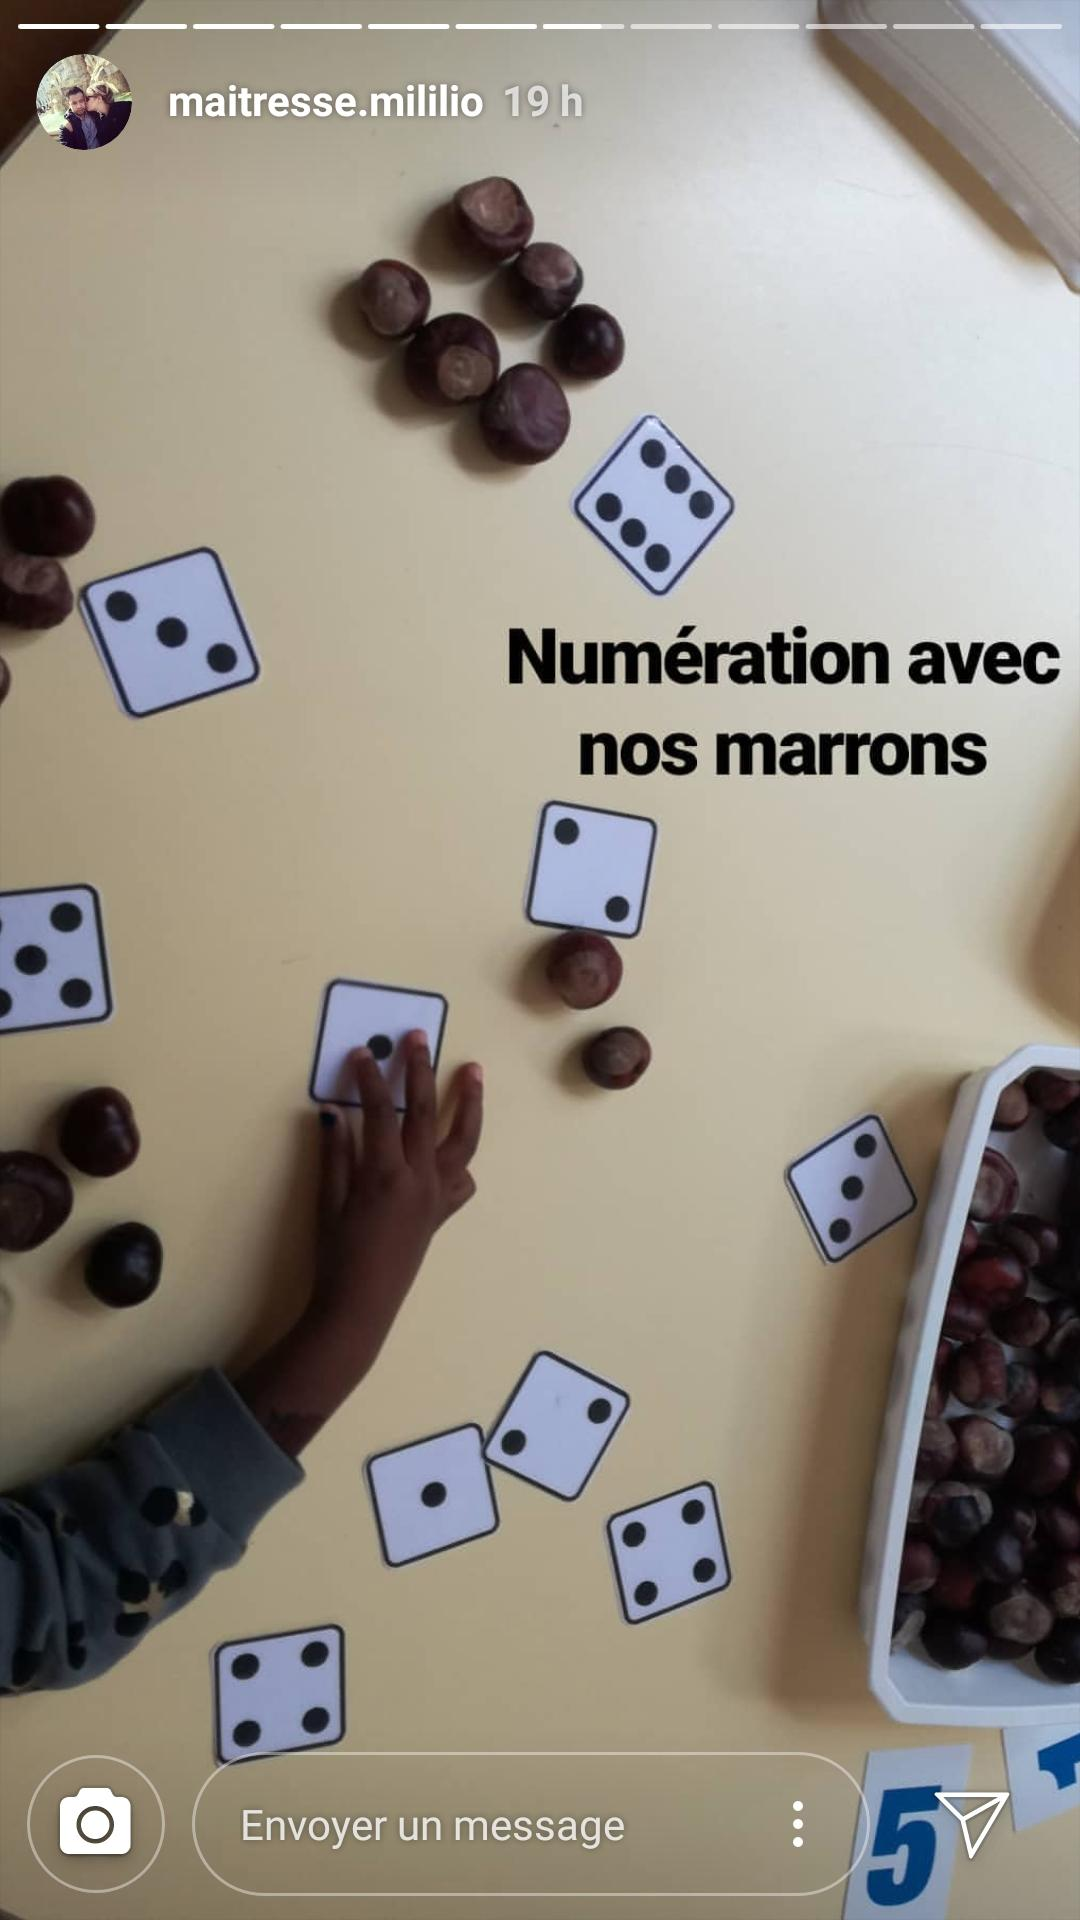 maitresse.mililio 19 h
Numération avec
nos marrons
Envoyer un message
5